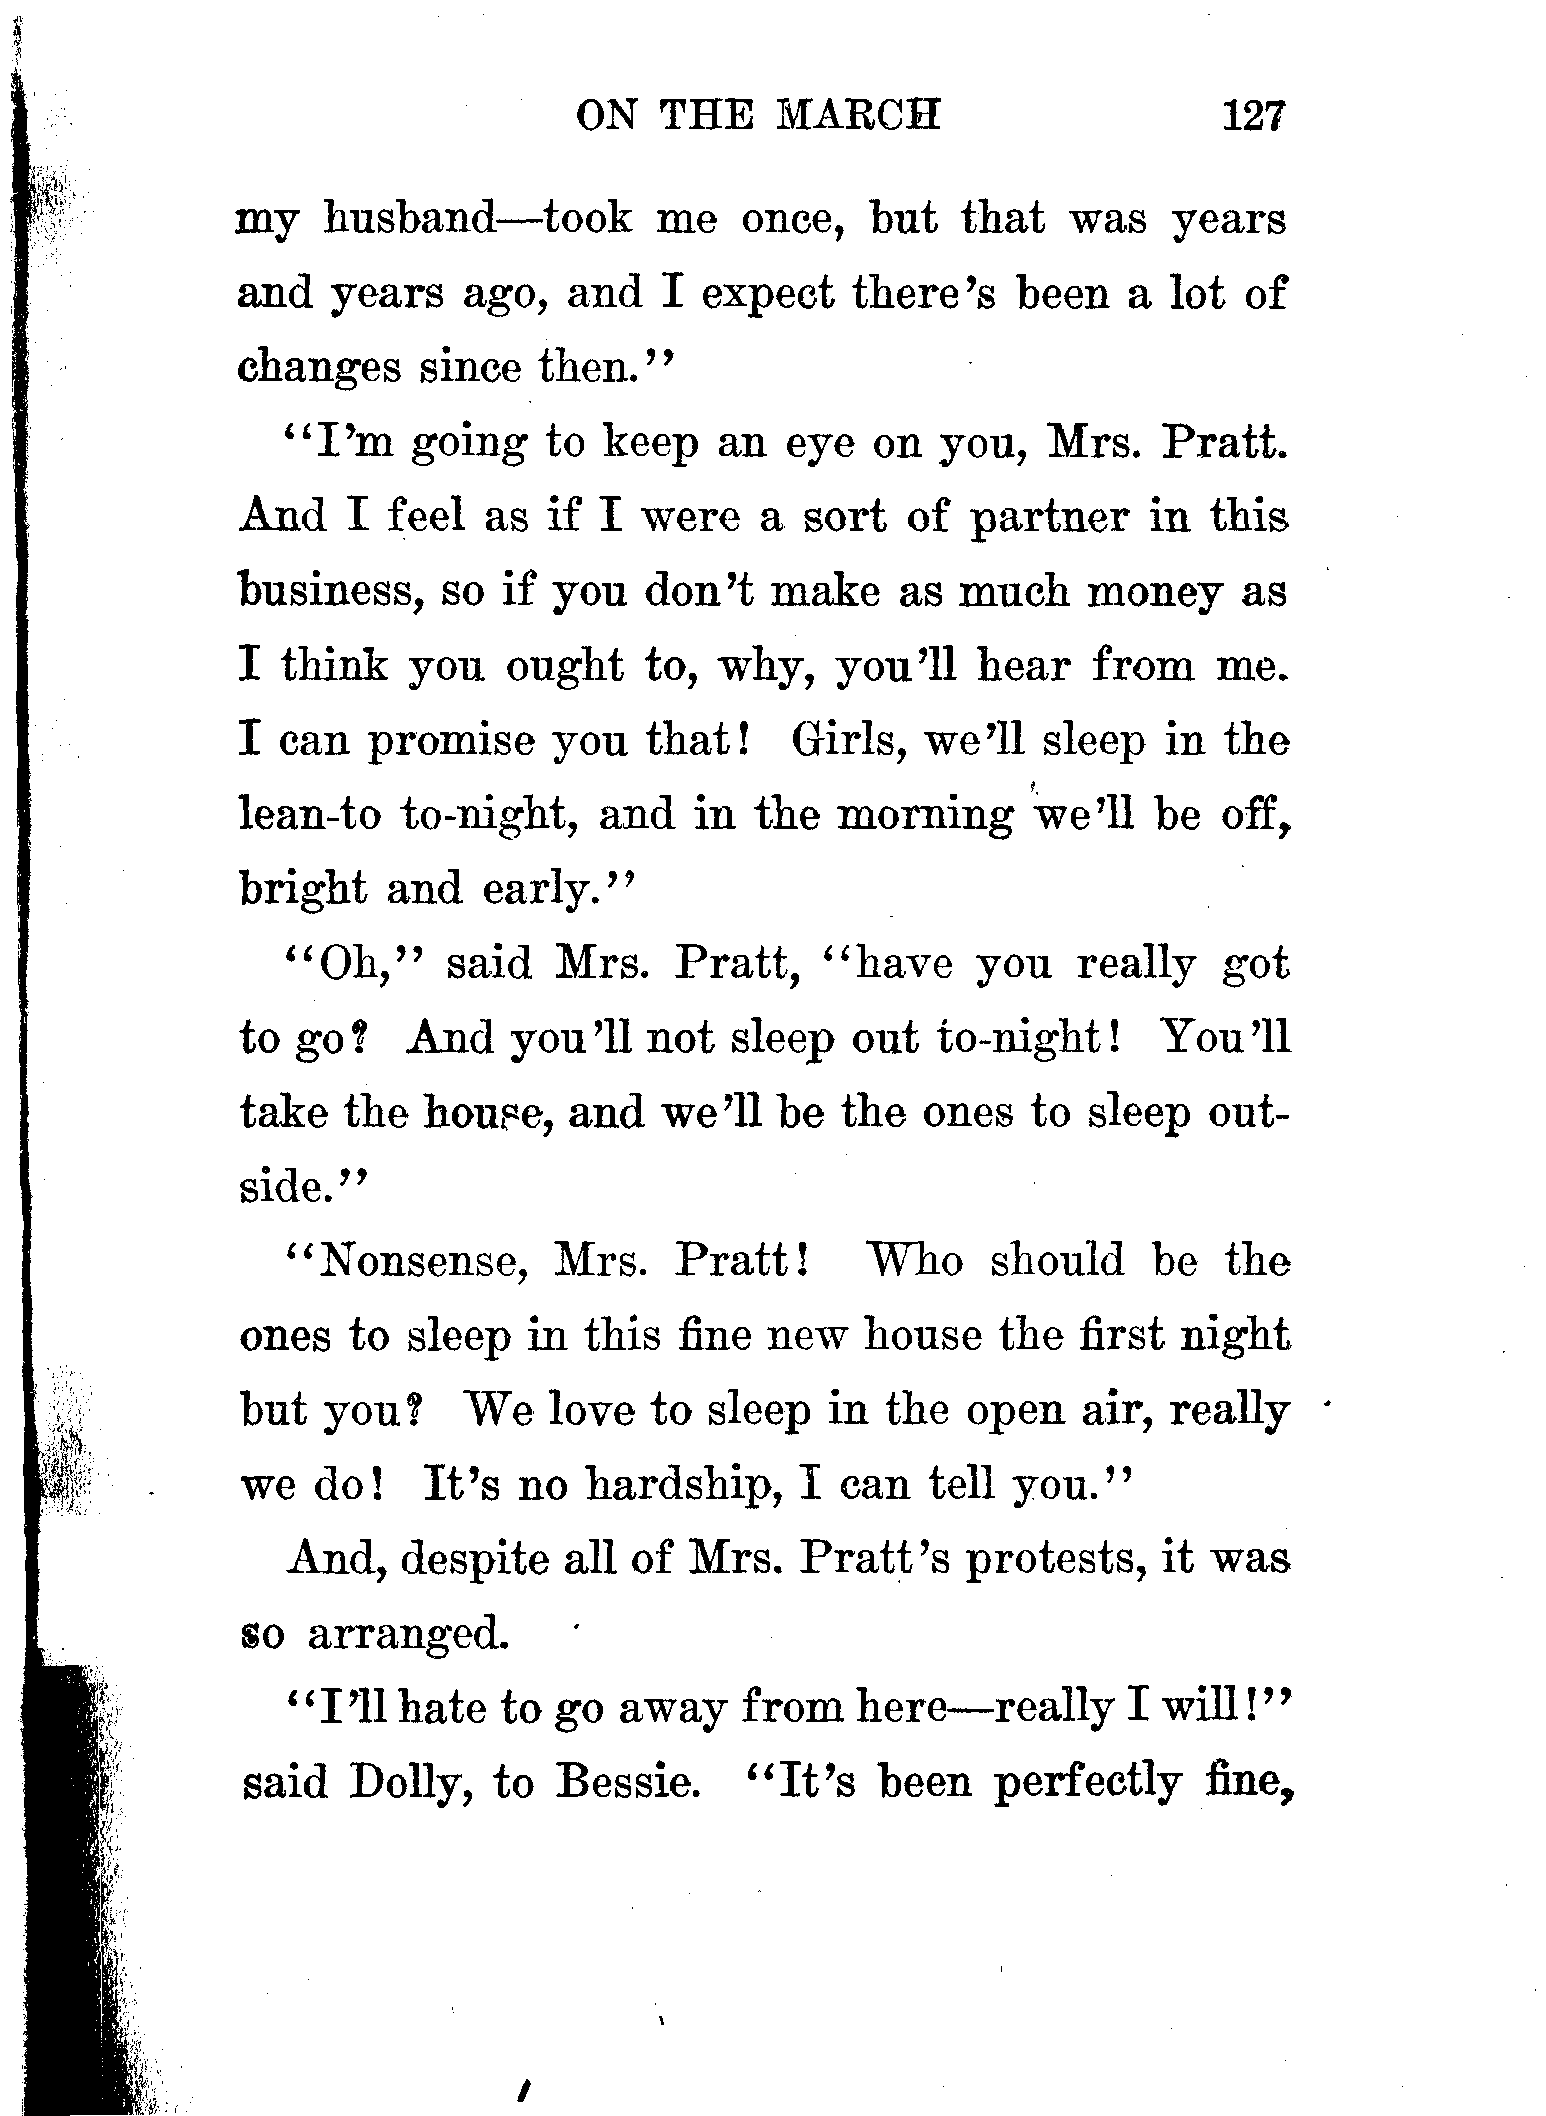 ON THE MARCH 127
my husband—took me once, but that was years
and years ago, and I expect there's been a lot of
changes since then."
"I'm going to keep an eye on you, Mrs. Pratt.
And I feel as if I were a sort of partner in this
business, so if you don't make as much money as
I think you ought to, why, you'll hear from me.
I can promise you that! Girls, we'll sleep in the
lean-to to-night, and in the morning we'll be off,
bright and early."
"Oh," said Mrs. Pratt, "have you really got
to go? And you'll not sleep out to-night! You'll
take the house, and we'll be the ones to sleep out-
side."
"Nonsense, Mrs. Pratt! Who should be the
ones to sleep in this fine new house the first night
but you? We love to sleep in the open air, really
we do! It's no hardship, I can tell you."
And, despite all of Mrs. Pratt's protests, it was
so arranged.
"I'll hate to go away from here—really I will!"
said Dolly, to Bessie. "It's been perfectly fine,